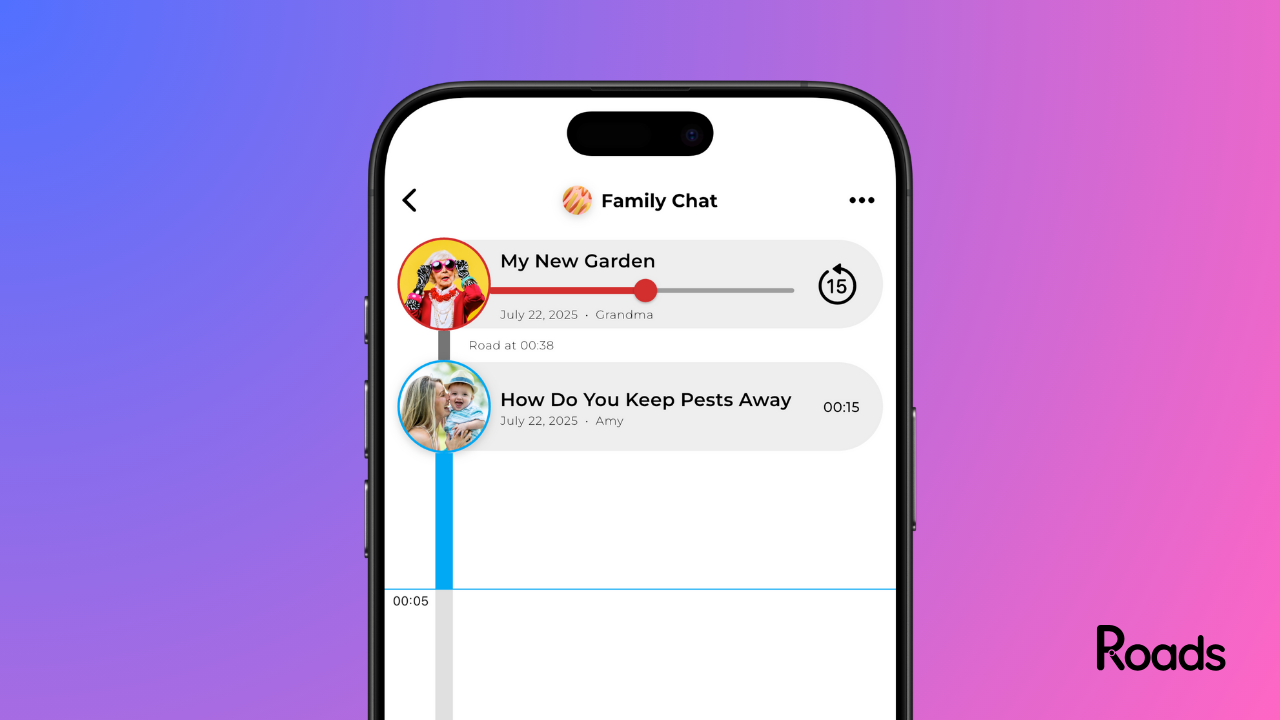 Family Chat
My New Garden
15
July 22, 2025 • Grandma
Road at 00:38
How Do You Keep Pests Away
July 22, 2025 • Amy
00:15
00:05
Roads